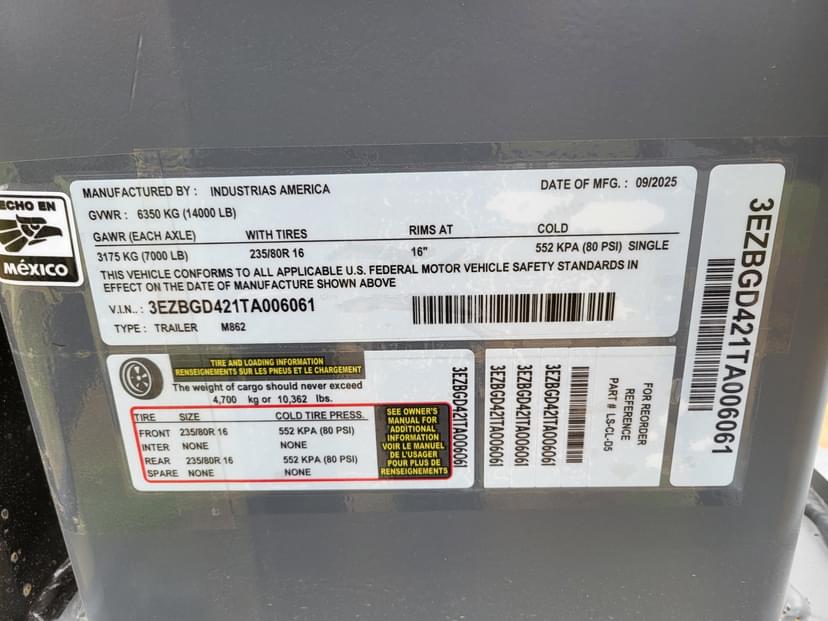 ECHO EN
MÉXICO
MANUFACTURED BY : INDUSTRIAS AMERICA DATE OF MFG. : 09/2025
GVWR : 6350 KG (14000 LB)
GAWR (EACH AXLE) WITH TIRES RIMS AT COLD
3175 KG (7000 LB) 235/80R 16 16" 552 KPA (80 PSI) SINGLE
THIS VEHICLE CONFORMS TO ALL APPLICABLE U.S. FEDERAL MOTOR VEHICLE SAFETY STANDARDS IN
EFFECT ON THE DATE OF MANUFACTURE SHOWN ABOVE
V.I.N.. : 3EZBGD421TA006061
TYPE : TRAILER M862
TIRE AND LOADING INFORMATION
RENSEIGNEMENTS SUR LES PNEUS ET LE CHARGEMENT
The weight of cargo should never exceed
4,700 kg or 10,362 lbs.
TIRE SIZE COLD TIRE PRESS.
FRONT 235/80R 16 552 KPA (80 PSI)
INTER NONE NONE
REAR 235/80R 16 552 KPA (80 PSI)
SPARE NONE NONE
SEE OWNER'S
MANUAL FOR
ADDITIONAL
INFORMATION
VOIR LE MANUEL
DE L'USAGER
POUR PLUS DE
RENSEIGNEMENTS
3EZBGD421TA006061
3EZBGD421TA006061
3EZBGD421TA006061
3EZBGD421TA006061
FOR REORDER
REFERENCE
PART # LS-CL-D5
3EZBGD421TA006061